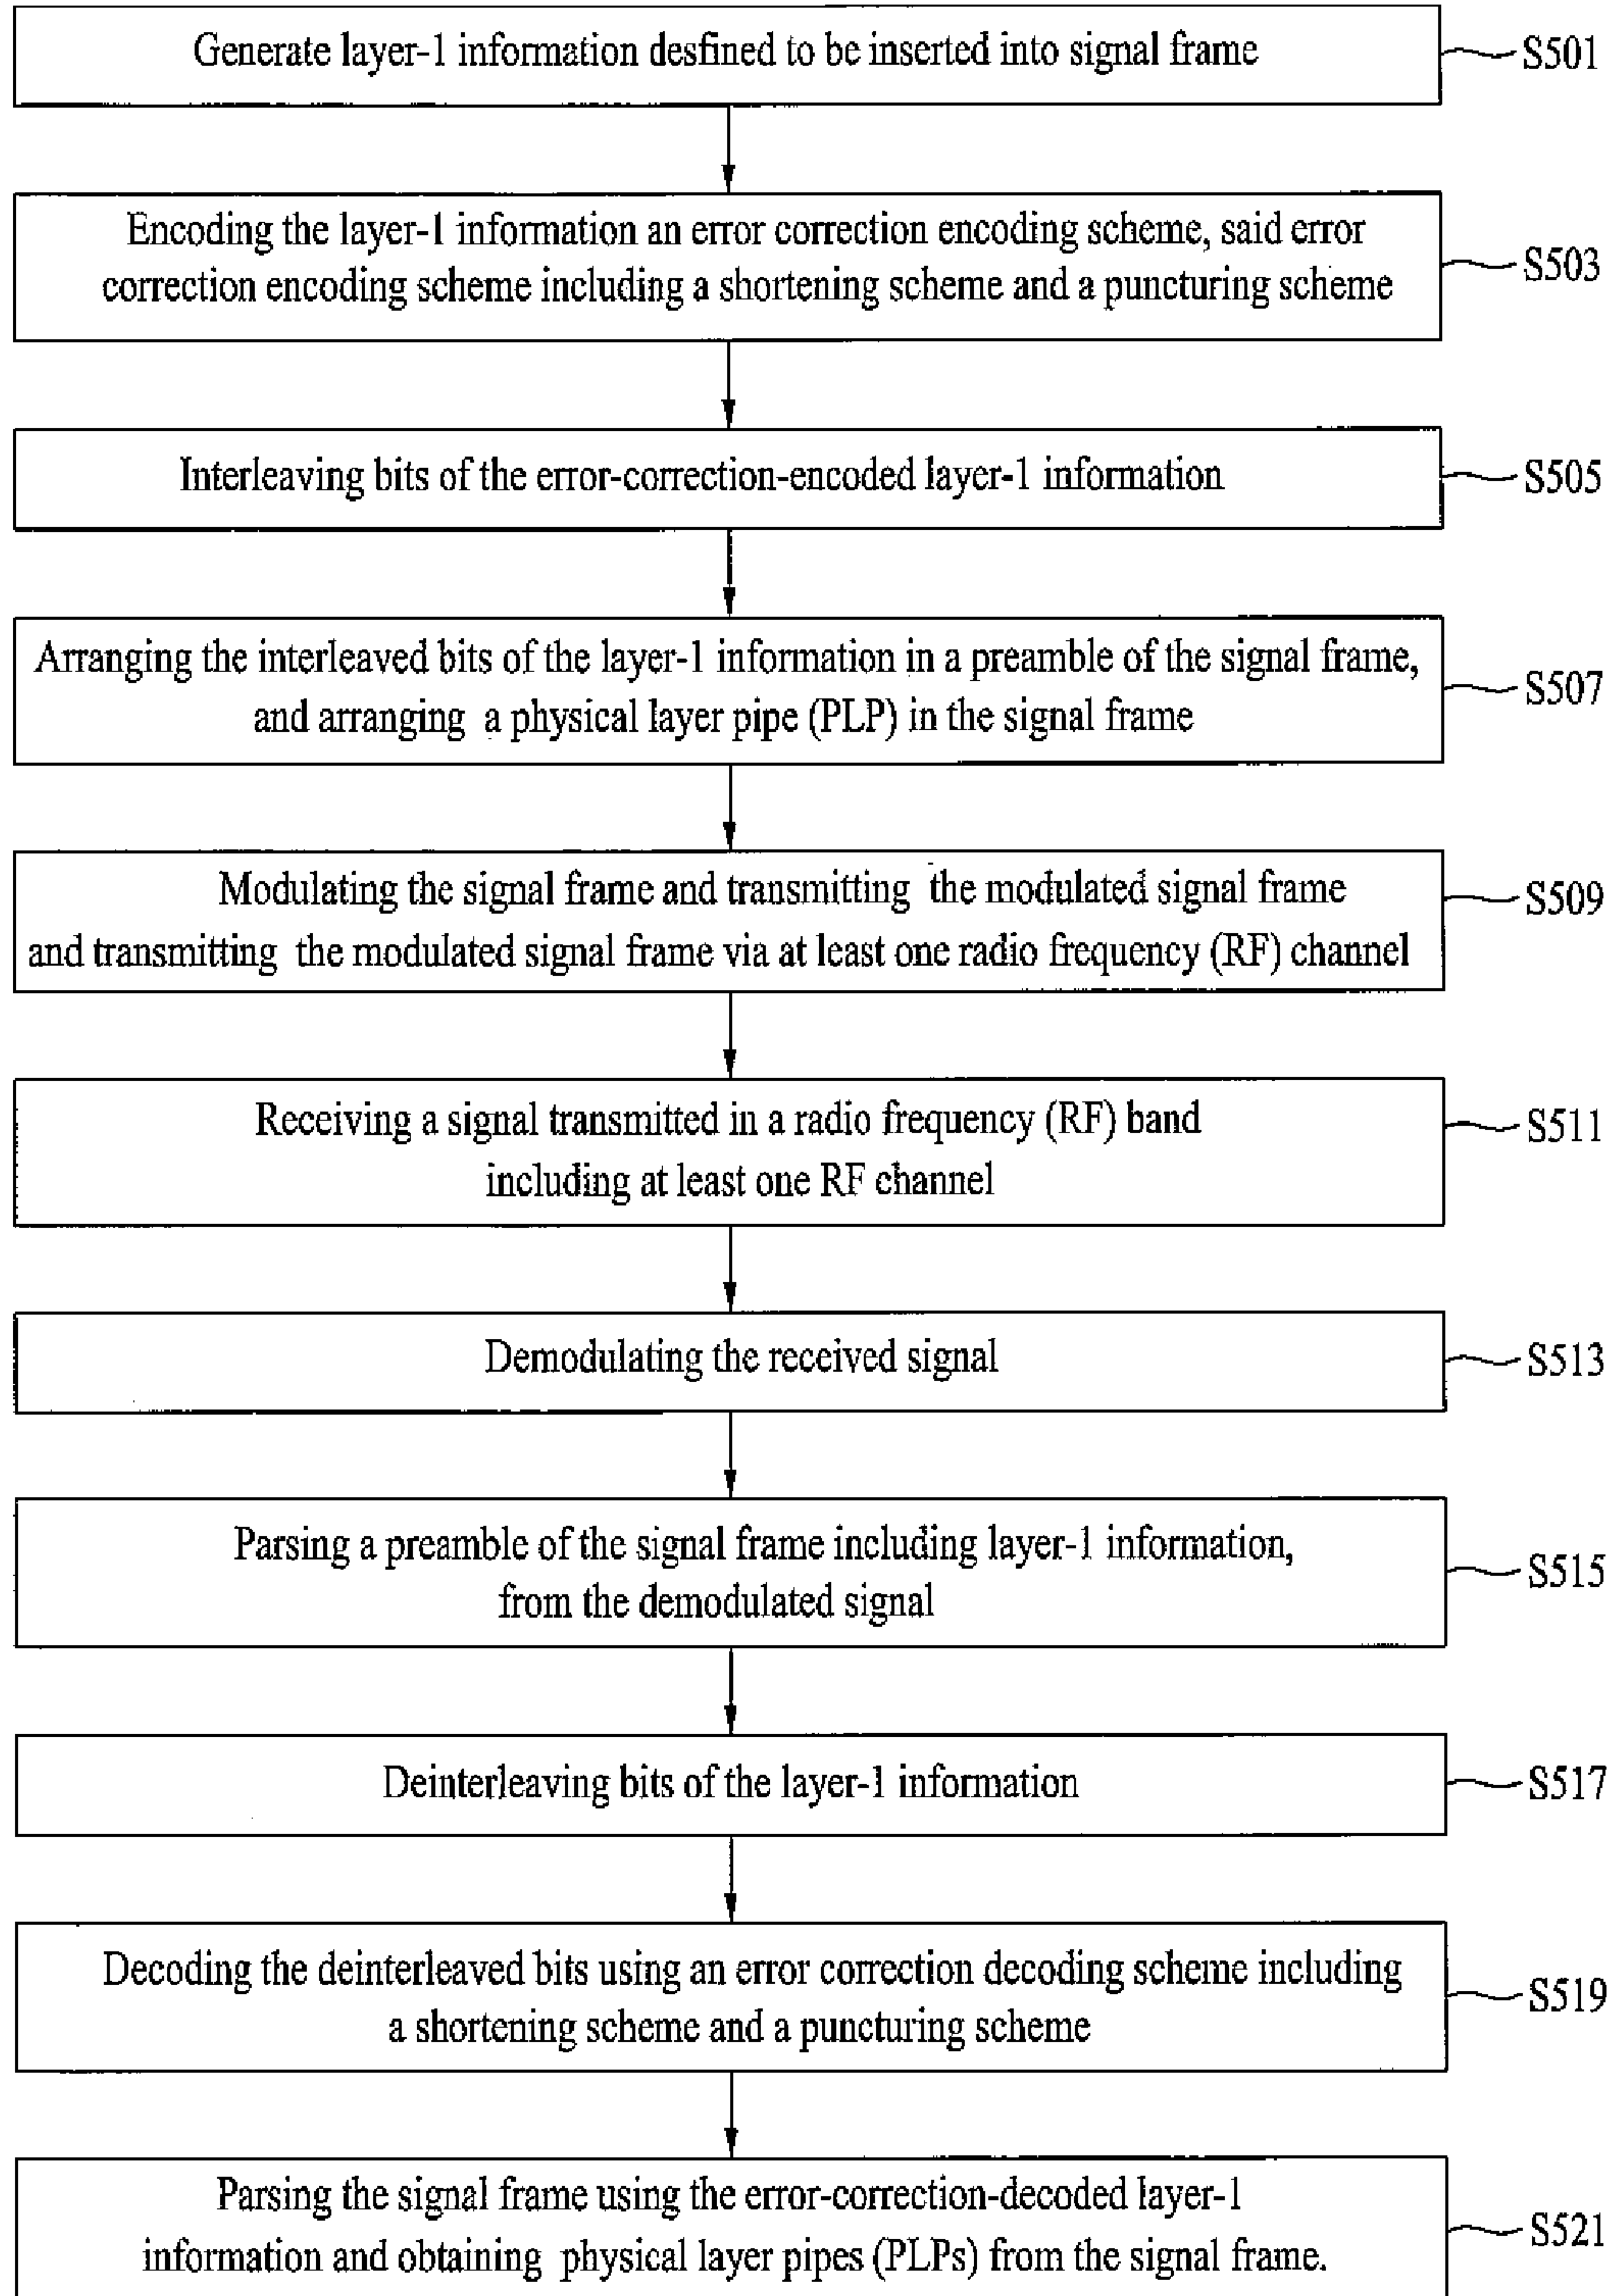 Generate layer-1 information desfined to be inserted into signal frame
S501
Encoding the layer-1 information an error correction encoding scheme, said error
correction encoding scheme including a shortening scheme and a puncturing scheme
S503
Interleaving bits of the error-correction-encoded layer-1 information
S505
Arranging the interleaved bits of the layer-1 information in a preamble of the signal frame,
and arranging a physical layer pipe (PLP) in the signal frame
S507
Modulating the signal frame and transmitting the modulated signal frame
and transmitting the modulated signal frame via at least one radio frequency (RF) channel
S509
Receiving a signal transmitted in a radio frequency (RF) band
including at least one RF channel
S511
Demodulating the received signal
S513
Parsing a preamble of the signal frame including layer-1 information,
from the demodulated signal
S515
Deinterleaving bits of the layer-1 information
S517
Decoding the deinterleaved bits using an error correction decoding scheme including
a shortening scheme and a puncturing scheme
S519
Parsing the signal frame using the error-correction-decoded layer-1
information and obtaining physical layer pipes (PLPs) from the signal frame.
S521